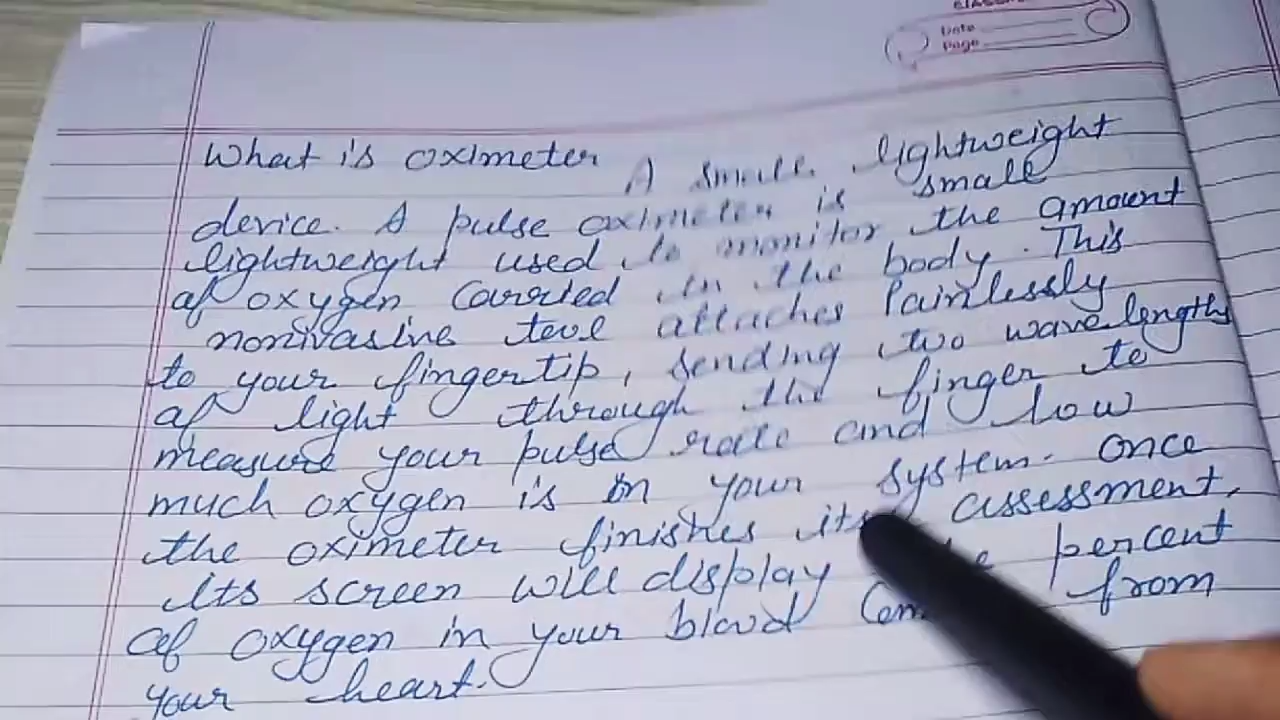 Date
Page
What is oximeter A small lightweight
device. A pulse oximeter is small
lightweight used to monitor the amount
of oxygen carried in the body. This
nonivasine tool attaches Painlessly
to your fingertip, sending two wavelengths
of light through the finger to
measure your pulse rate and how
much oxygen is in your system. once
the oximeter finishes its assessment,
its screen will display percent
of oxygen in your blood from
your heart.